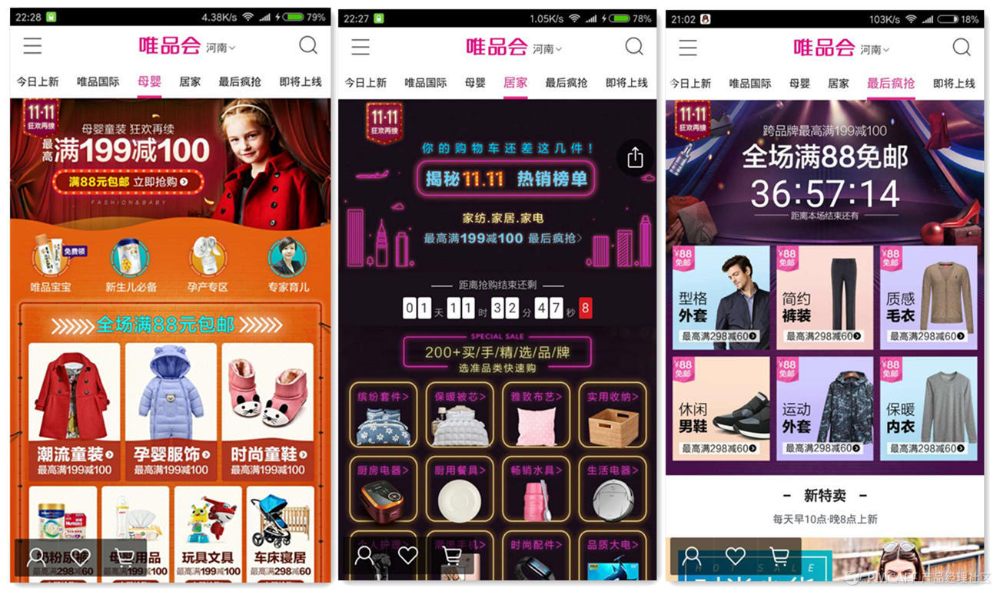 22:28
4.38K/s
79%
唯品会 河南
今日上新 唯品国际 母婴 居家 最后疯抢 即将上线
11·11
狂欢再续
母婴童装 狂欢再续
最高满199减100
满88元包邮 立即抢购
FASHION&BABY
免费领
唯品宝宝 新生儿必备 孕产专区 专家育儿
全场满88元包邮
潮流童装 孕婴服饰 时尚童鞋
最高满199减100 最高满199减100 最高满199减100
奶粉尿裤 用品 玩具文具 车床寝居
最高满298减60 最高满199减100 最高满199减100 最高满298减60
22:27
1.05K/s
78%
唯品会 河南
今日上新 唯品国际 母婴 居家 最后疯抢 即将上线
11·11
狂欢再续
你的购物车还差这几件!
揭秘11.11 热销榜单
家纺.家居.家电
最高满199减100 最后疯抢>
距离抢购结束还剩
01天11时32分47秒8
SPECIAL SALE
200+买/手/精/选/品/牌
选准品类快速购
缤纷套件> 保暖被芯> 雅致布艺> 实用收纳>
厨房电器> 厨用餐具> 畅销水具> 生活电器>
个人护理> 潮流手机> 时尚配件> 品质大电>
21:02
103K/s
18%
唯品会 河南
今日上新 唯品国际 母婴 居家 最后疯抢 即将上线
11·11
狂欢再续
跨品牌最高满199减100
全场满88免邮
36:57:14
距离本场结束还有
¥88 ¥88 ¥88
免邮 免邮 免邮
型格 简约 质感
外套 裤装 毛衣
最高满298减60 最高满298减60 最高满298减60
¥88 ¥88 ¥88
免邮 免邮 免邮
休闲 运动 保暖
男鞋 外套 内衣
最高满298减60 最高满298减60 最高满298减60
- 新特卖 -
每天早10点·晚8点上新
HOT SALE
产品经理社区